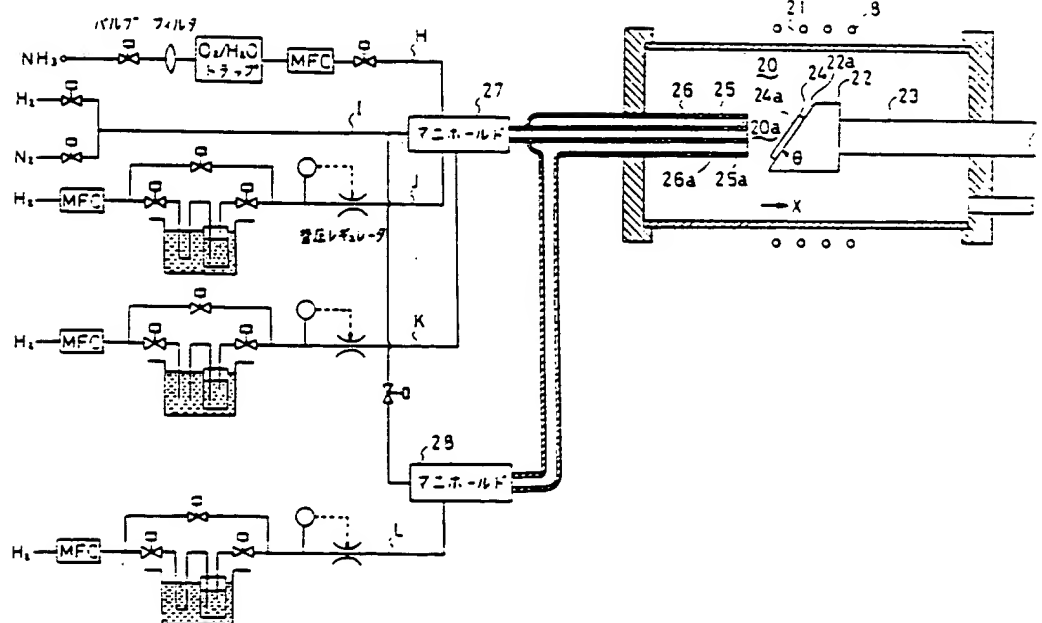 バルブ フィルタ
NH₃
O₂/H₂O
トラップ
MFC
H
H₂
N₂
I
27
マニホールド
H₂
MFC
J
蒸圧レギュレータ
H₂
MFC
K
28
マニホールド
H₂
MFC
L
21
8
20
24
22a
22
26
25
24a
23
20a
θ
26a
25a
X